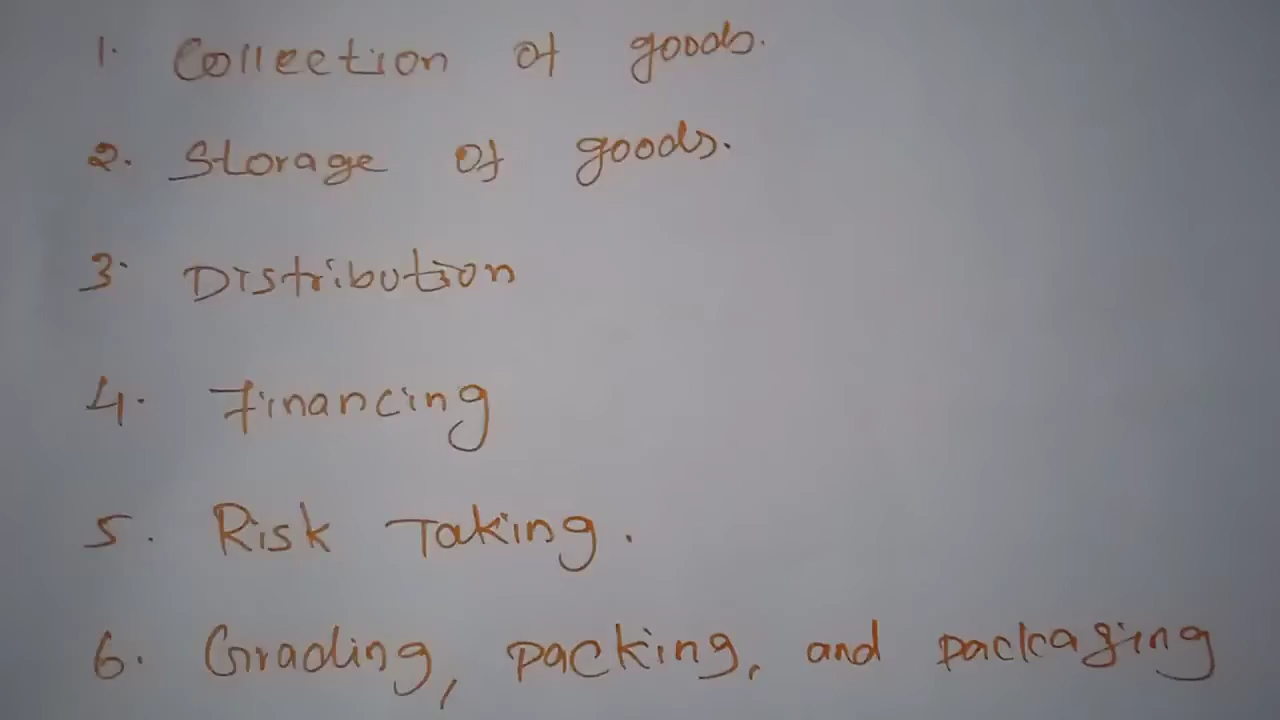 1. Collection of goods.
2. Storage of goods.
3. Distribution
4. Financing
5. Risk Taking.
6. Grading, packing, and packaging